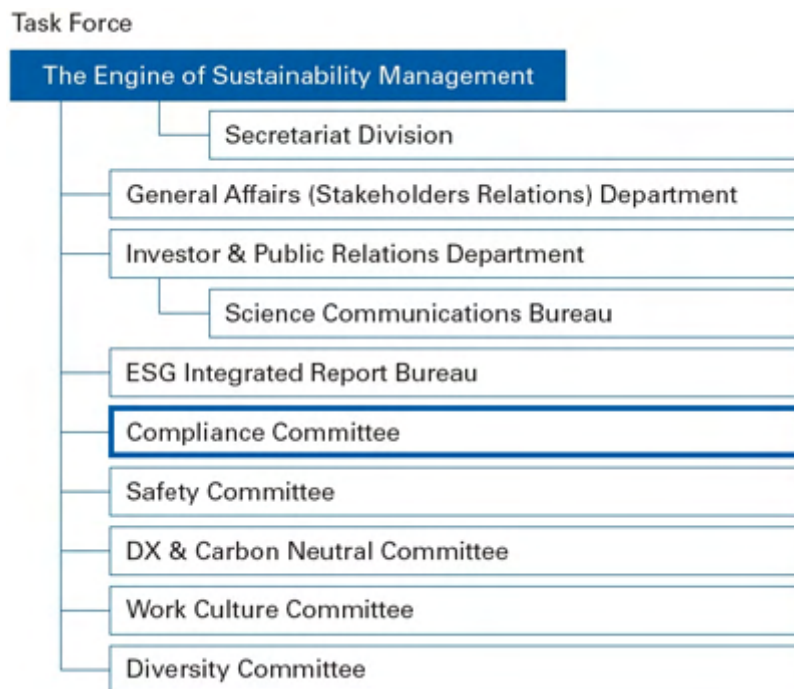 Task Force
The Engine of Sustainability Management
Secretariat Division
General Affairs (Stakeholders Relations) Department
Investor & Public Relations Department
Science Communications Bureau
ESG Integrated Report Bureau
Compliance Committee
Safety Committee
DX & Carbon Neutral Committee
Work Culture Committee
Diversity Committee